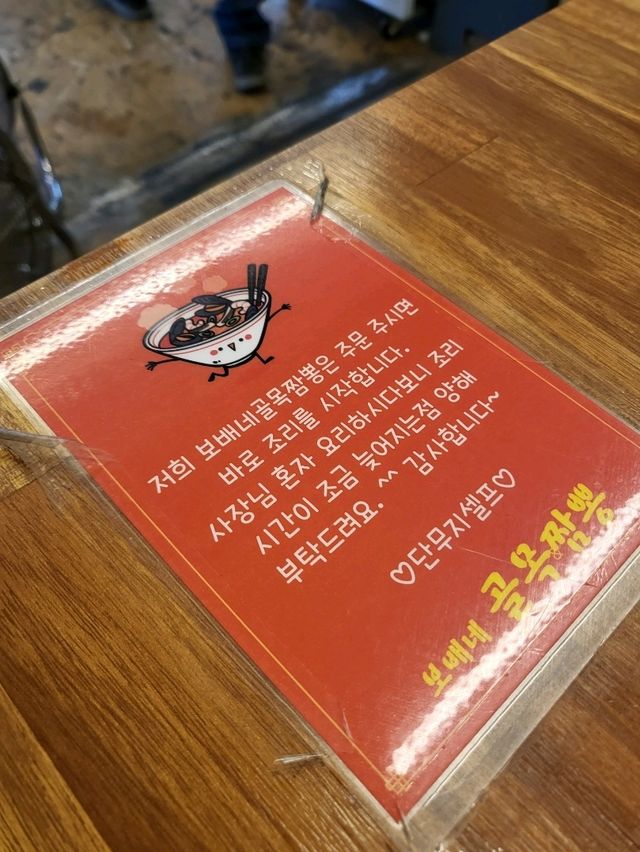 저희 보배네골목짬뽕은 주문 주시면
바로 조리를 시작합니다.
사장님 혼자 요리하시다보니 조리
시간이 조금 늦어지는점 양해
부탁드려요. ^^ 감사합니다~
♡단무지셀프♡
보배네 골목짬뽕